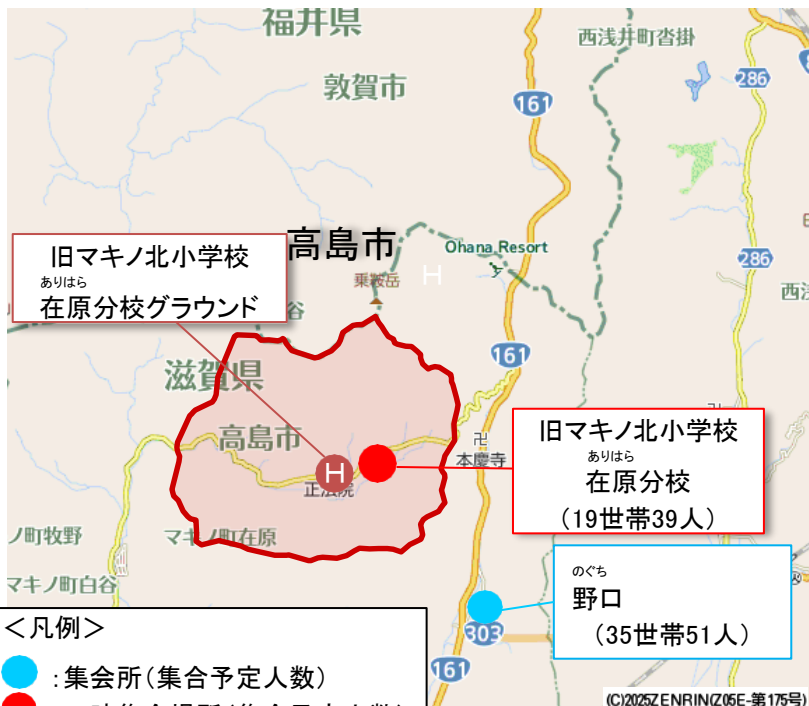 福井県
西浅井町沓掛
286
敦賀市
161
旧マキノ北小学校
ありはら
在原分校グラウンド
高島市
Ohana Resort
乗鞍岳
H
286
谷
西浅
161
滋賀県
高島市
旧マキノ北小学校
ありはら
在原分校
(19世帯39人)
卍
本慶寺
H
正法院
ノ町牧野
マキノ町在原
マキノ町白谷
のぐち
野口
(35世帯51人)
303
161
<凡例>
:集会所(集合予定人数)
(C)2025ZENRIN(Z05E-第175号)